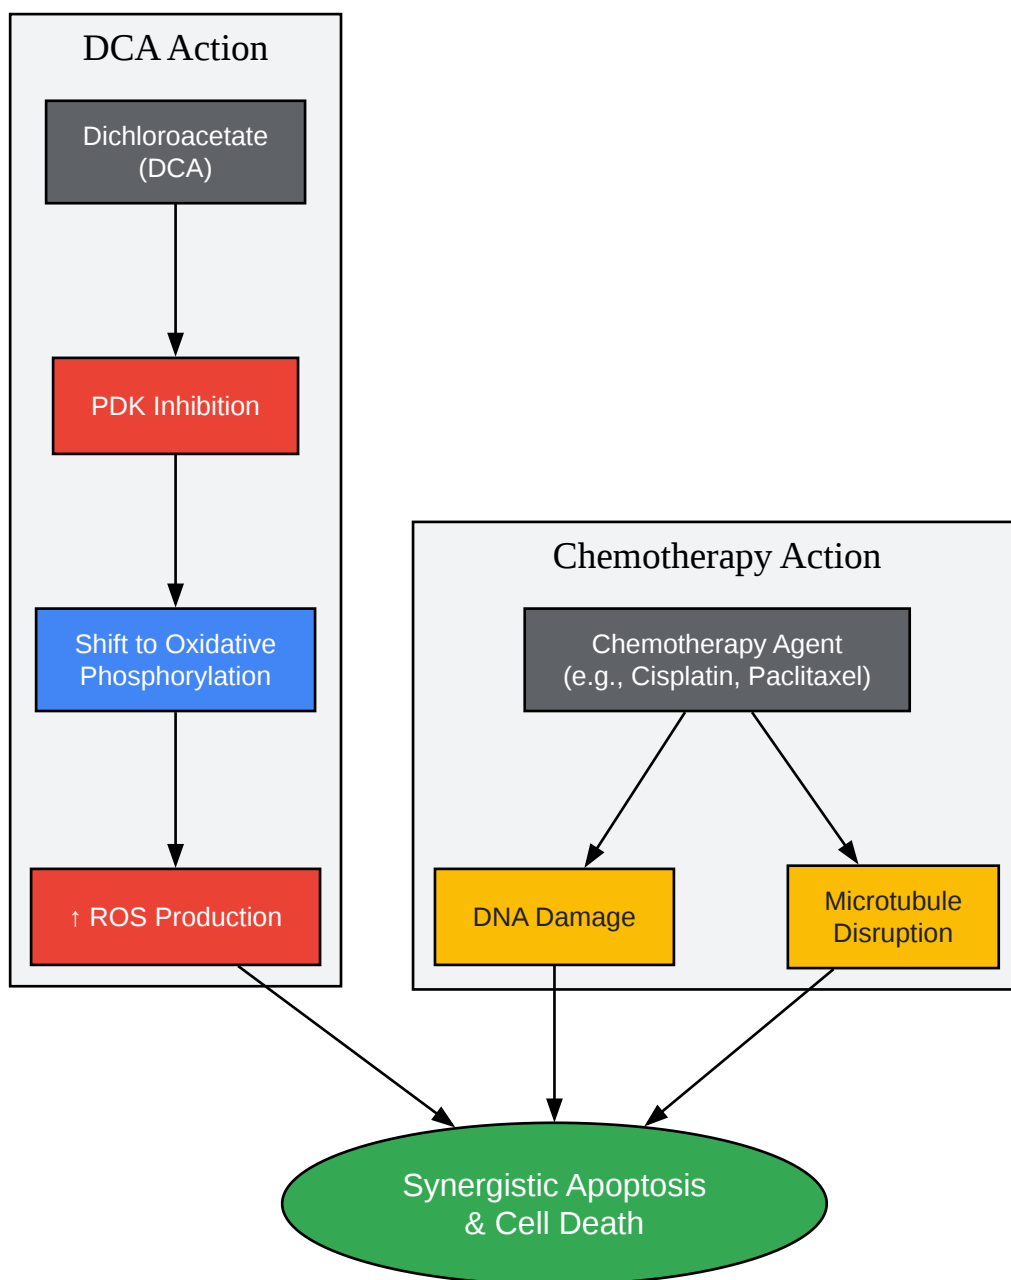 DCA Action
Dichloroacetate
(DCA)
PDK Inhibition
Shift to Oxidative
Phosphorylation
↑ ROS Production
Chemotherapy Action
Chemotherapy Agent
(e.g., Cisplatin, Paclitaxel)
DNA Damage
Microtubule
Disruption
Synergistic Apoptosis
& Cell Death